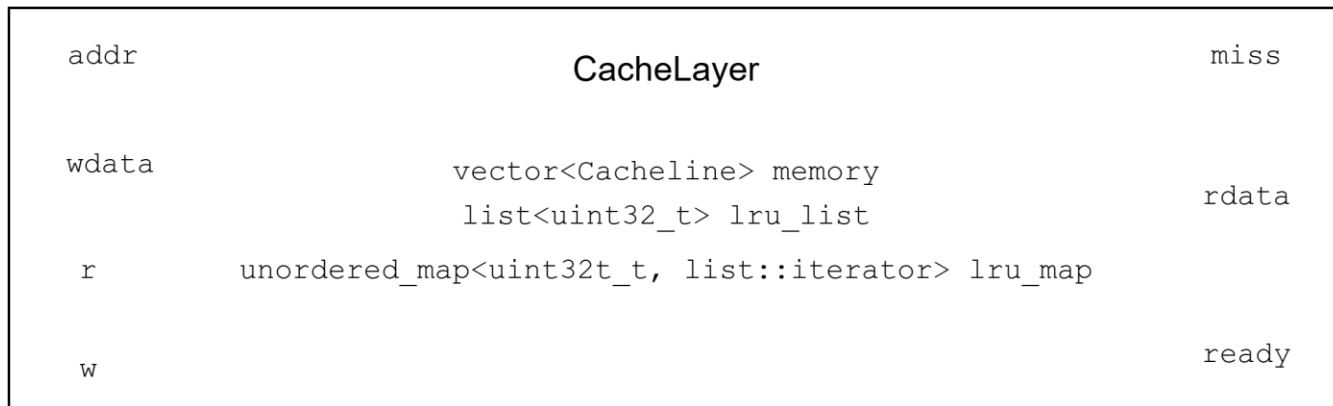 addr
CacheLayer
miss
wdata
vector<Cacheline> memory
rdata
list<uint32_t> lru_list
r
unordered_map<uint32t_t, list::iterator> lru_map
w
ready